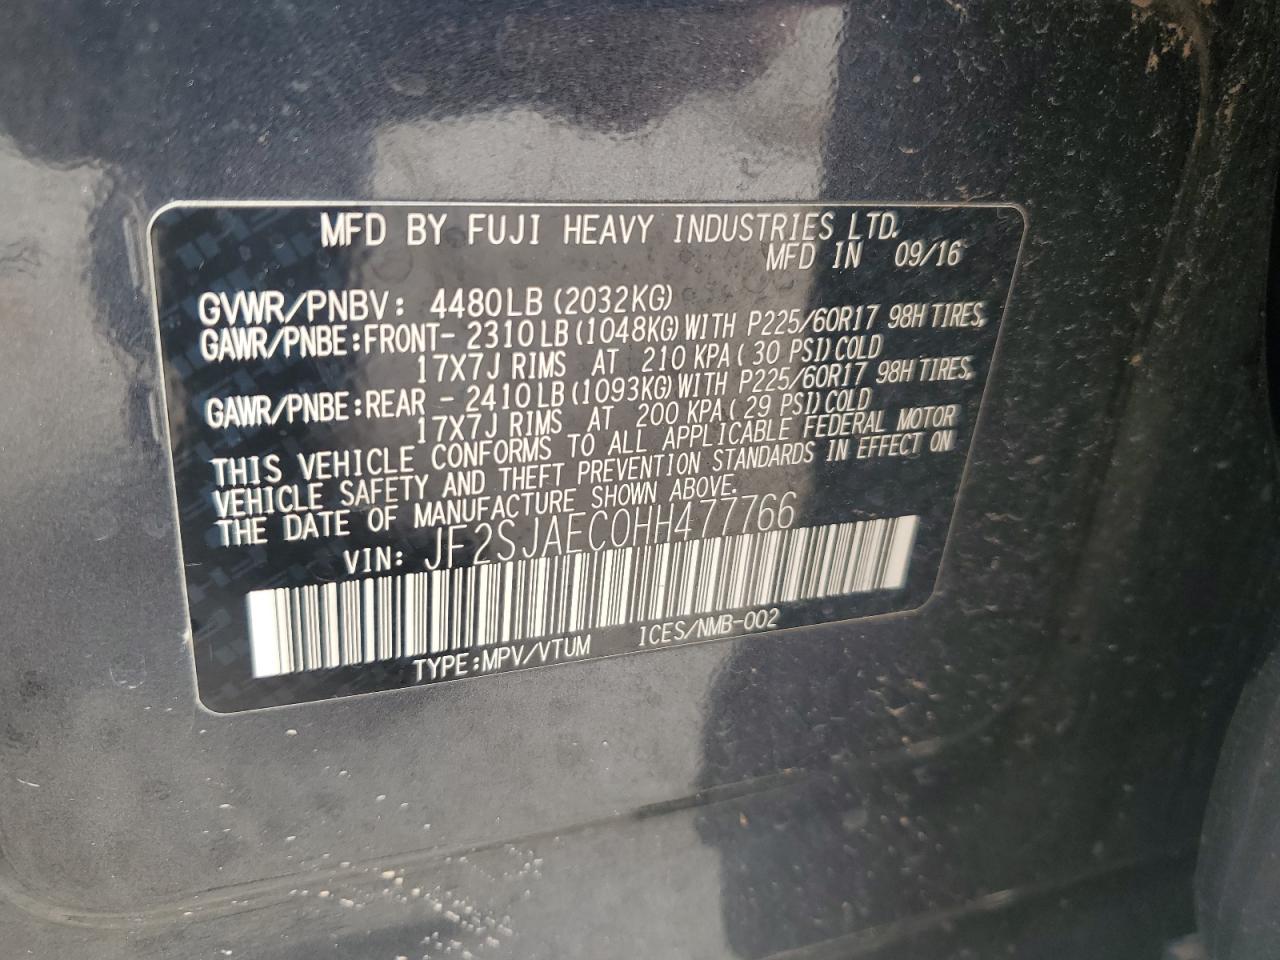 MFD BY FUJI HEAVY INDUSTRIES LTD.
MFD IN 09/16
GVWR/PNBV: 4480LB (2032KG)
GAWR/PNBE:FRONT- 2310LB (1048KG) WITH P225/60R17 98H TIRES,
17X7J RIMS AT 210 KPA (30 PSI) COLD
GAWR/PNBE:REAR - 2410LB (1093KG) WITH P225/60R17 98H TIRES,
17X7J RIMS AT 200 KPA (29 PSI) COLD
THIS VEHICLE CONFORMS TO ALL APPLICABLE FEDERAL MOTOR
VEHICLE SAFETY AND THEFT PREVENTION STANDARDS IN EFFECT ON
THE DATE OF MANUFACTURE SHOWN ABOVE.
VIN: JF2SJAEC0HH477766
TYPE:MPV/VTUM ICES/NMB-002